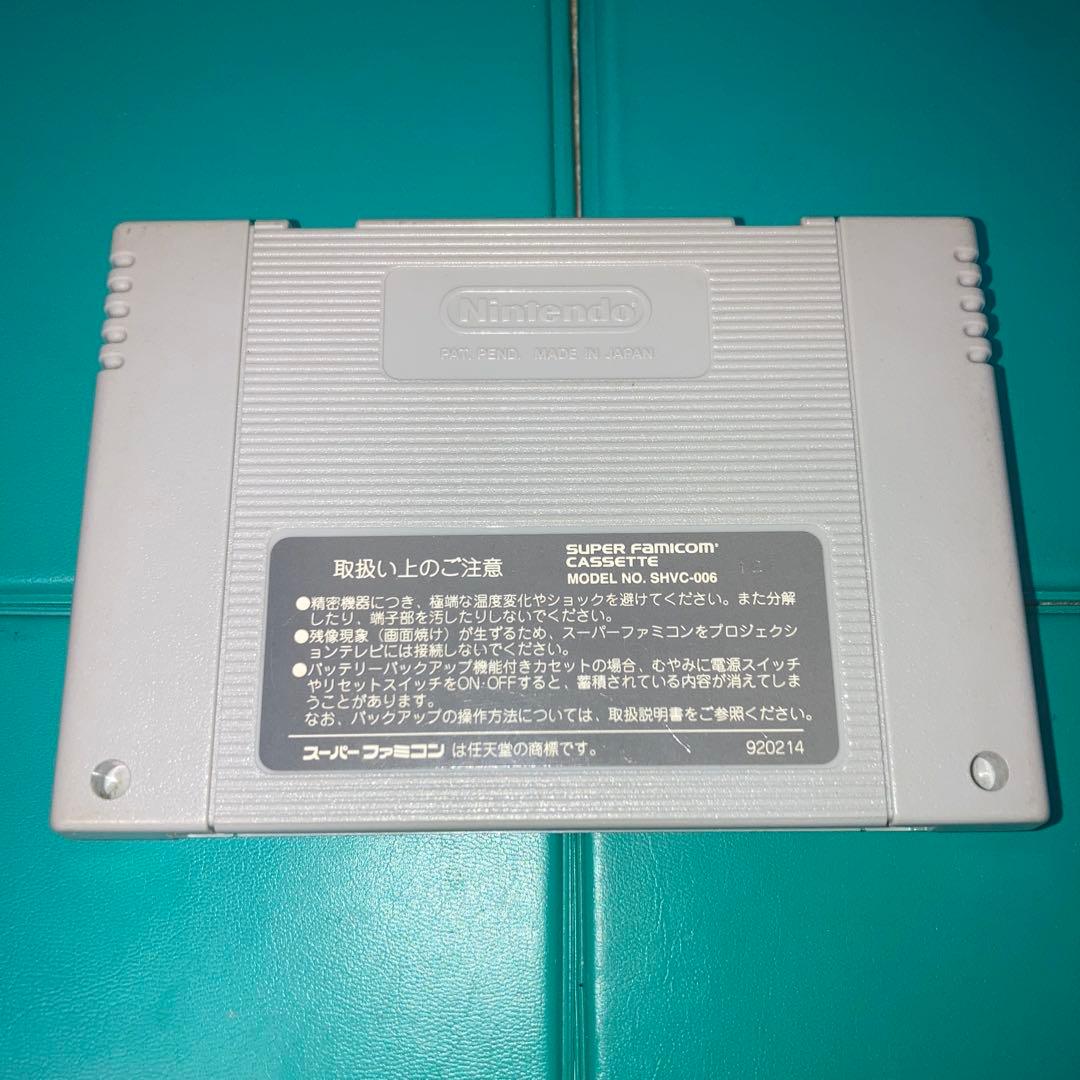 Nintendo
PAT. PEND. MADE IN JAPAN
取扱い上のご注意
SUPER FAMICOM
CASSETTE
MODEL NO. SHVC-006
●精密機器につき、極端な温度変化やショックを避けてください。また分解
したり、端子部を汚したりしないでください。
●残像現象（画面焼け）が生ずるため、スーパーファミコンをプロジェクシ
ョンテレビには接続しないでください。
●バッテリーバックアップ機能付きカセットの場合、むやみに電源スイッチ
やリセットスイッチをON・OFFすると、蓄積されている内容が消えてしま
うことがあります。
なお、バックアップの操作方法については、取扱説明書をご参照ください。
スーパーファミコンは任天堂の商標です。
920214